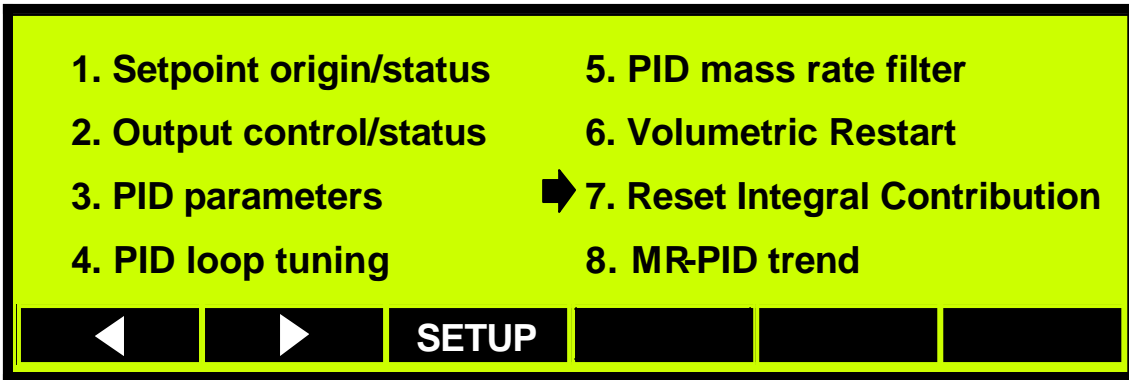 1. Setpoint origin/status
2. Output control/status
3. PID parameters
4. PID loop tuning
5. PID mass rate filter
6. Volumetric Restart
7. Reset Integral Contribution
8. MR-PID trend
SETUP